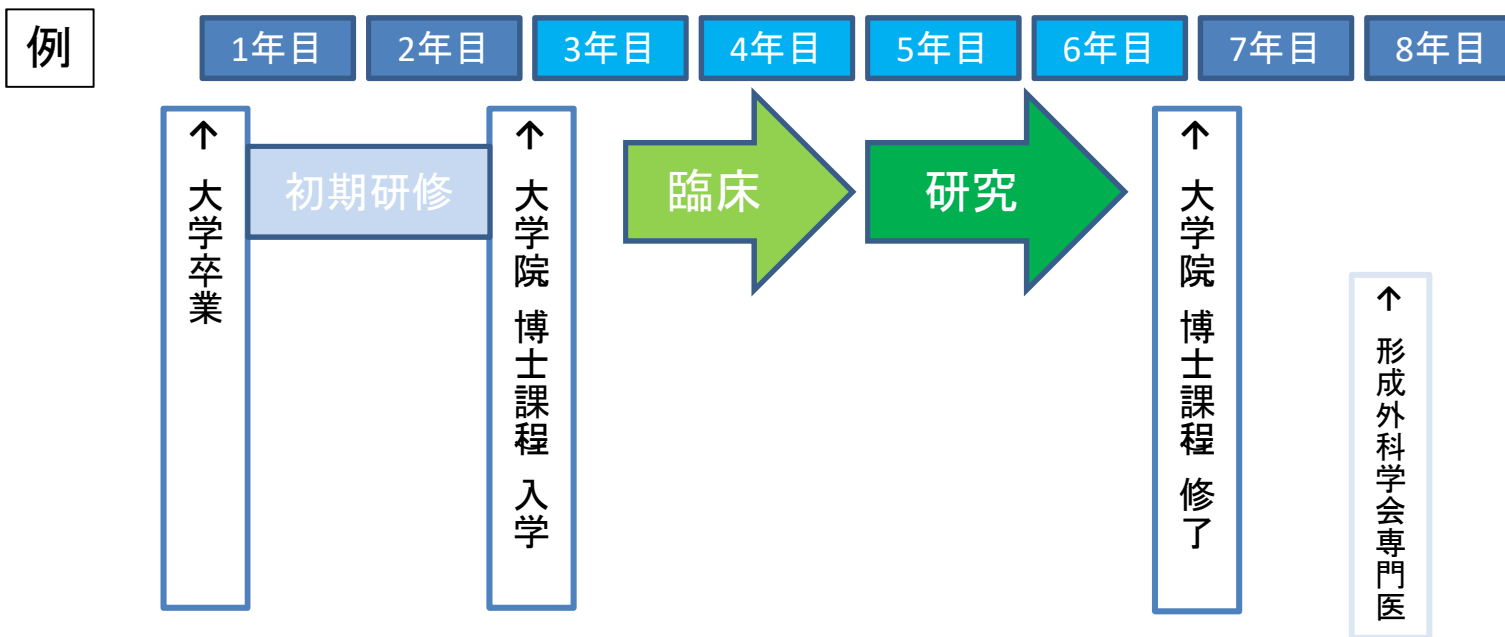 例
1年目
2年目
3年目
4年目
5年目
6年目
7年目
8年目
↑ 大学卒業
初期研修
↑ 大学院 博士課程 入学
臨床
研究
↑ 大学院 博士課程 修了
↑ 形成外科学会専門医